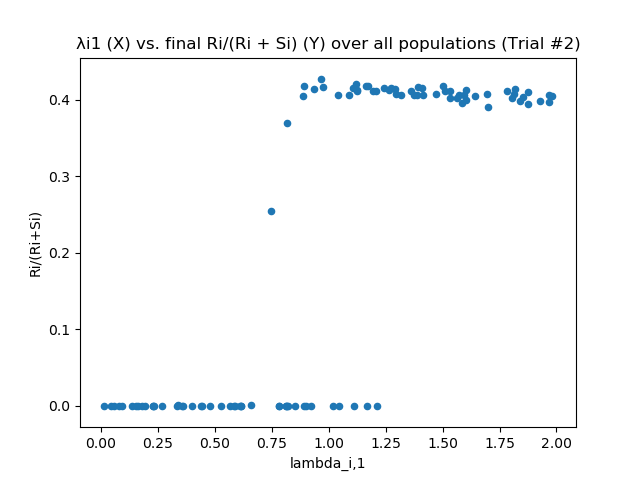 λi1 (X) vs. final Ri/(Ri + Si) (Y) over all populations (Trial #2)
0.4
0.3
0.2
0.1
0.0
Ri/(Ri+Si)
0.00 0.25 0.50 0.75 1.00 1.25 1.50 1.75 2.00
lambda_i,1